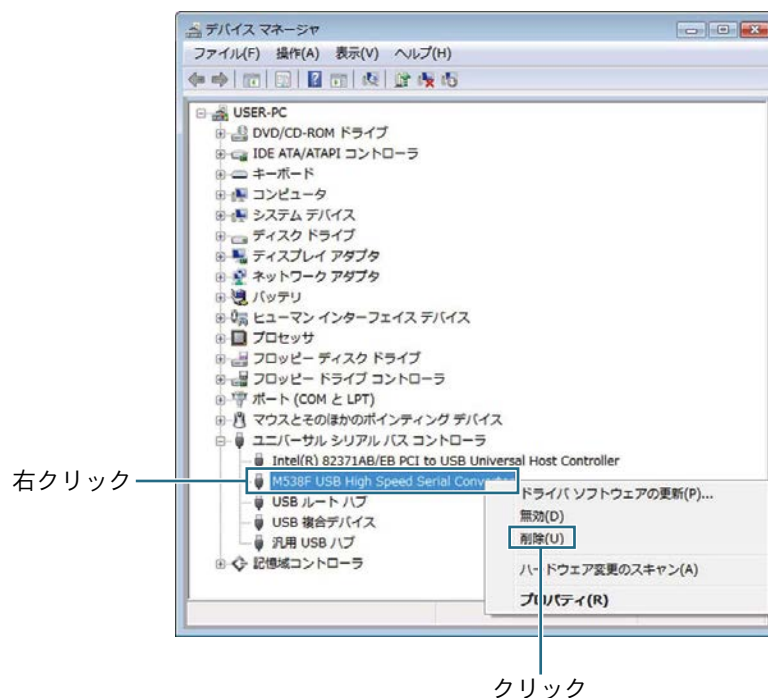 デバイス マネージャ
ファイル(F) 操作(A) 表示(V) ヘルプ(H)
USER-PC
DVD/CD-ROM ドライブ
IDE ATA/ATAPI コントローラ
キーボード
コンピュータ
システム デバイス
ディスク ドライブ
ディスプレイ アダプタ
ネットワーク アダプタ
バッテリ
ヒューマン インターフェイス デバイス
プロセッサ
フロッピー ディスク ドライブ
フロッピー ドライブ コントローラ
ポート (COM と LPT)
マウスとそのほかのポインティング デバイス
ユニバーサル シリアル バス コントローラ
Intel(R) 82371AB/EB PCI to USB Universal Host Controller
右クリック
M538F USB High Speed Serial
USB ルート ハブ
USB 複合デバイス
汎用 USB ハブ
記憶域コントローラ
ドライバ ソフトウェアの更新(P)...
無効(D)
削除(U)
ハードウェア変更のスキャン(A)
プロパティ(R)
クリック